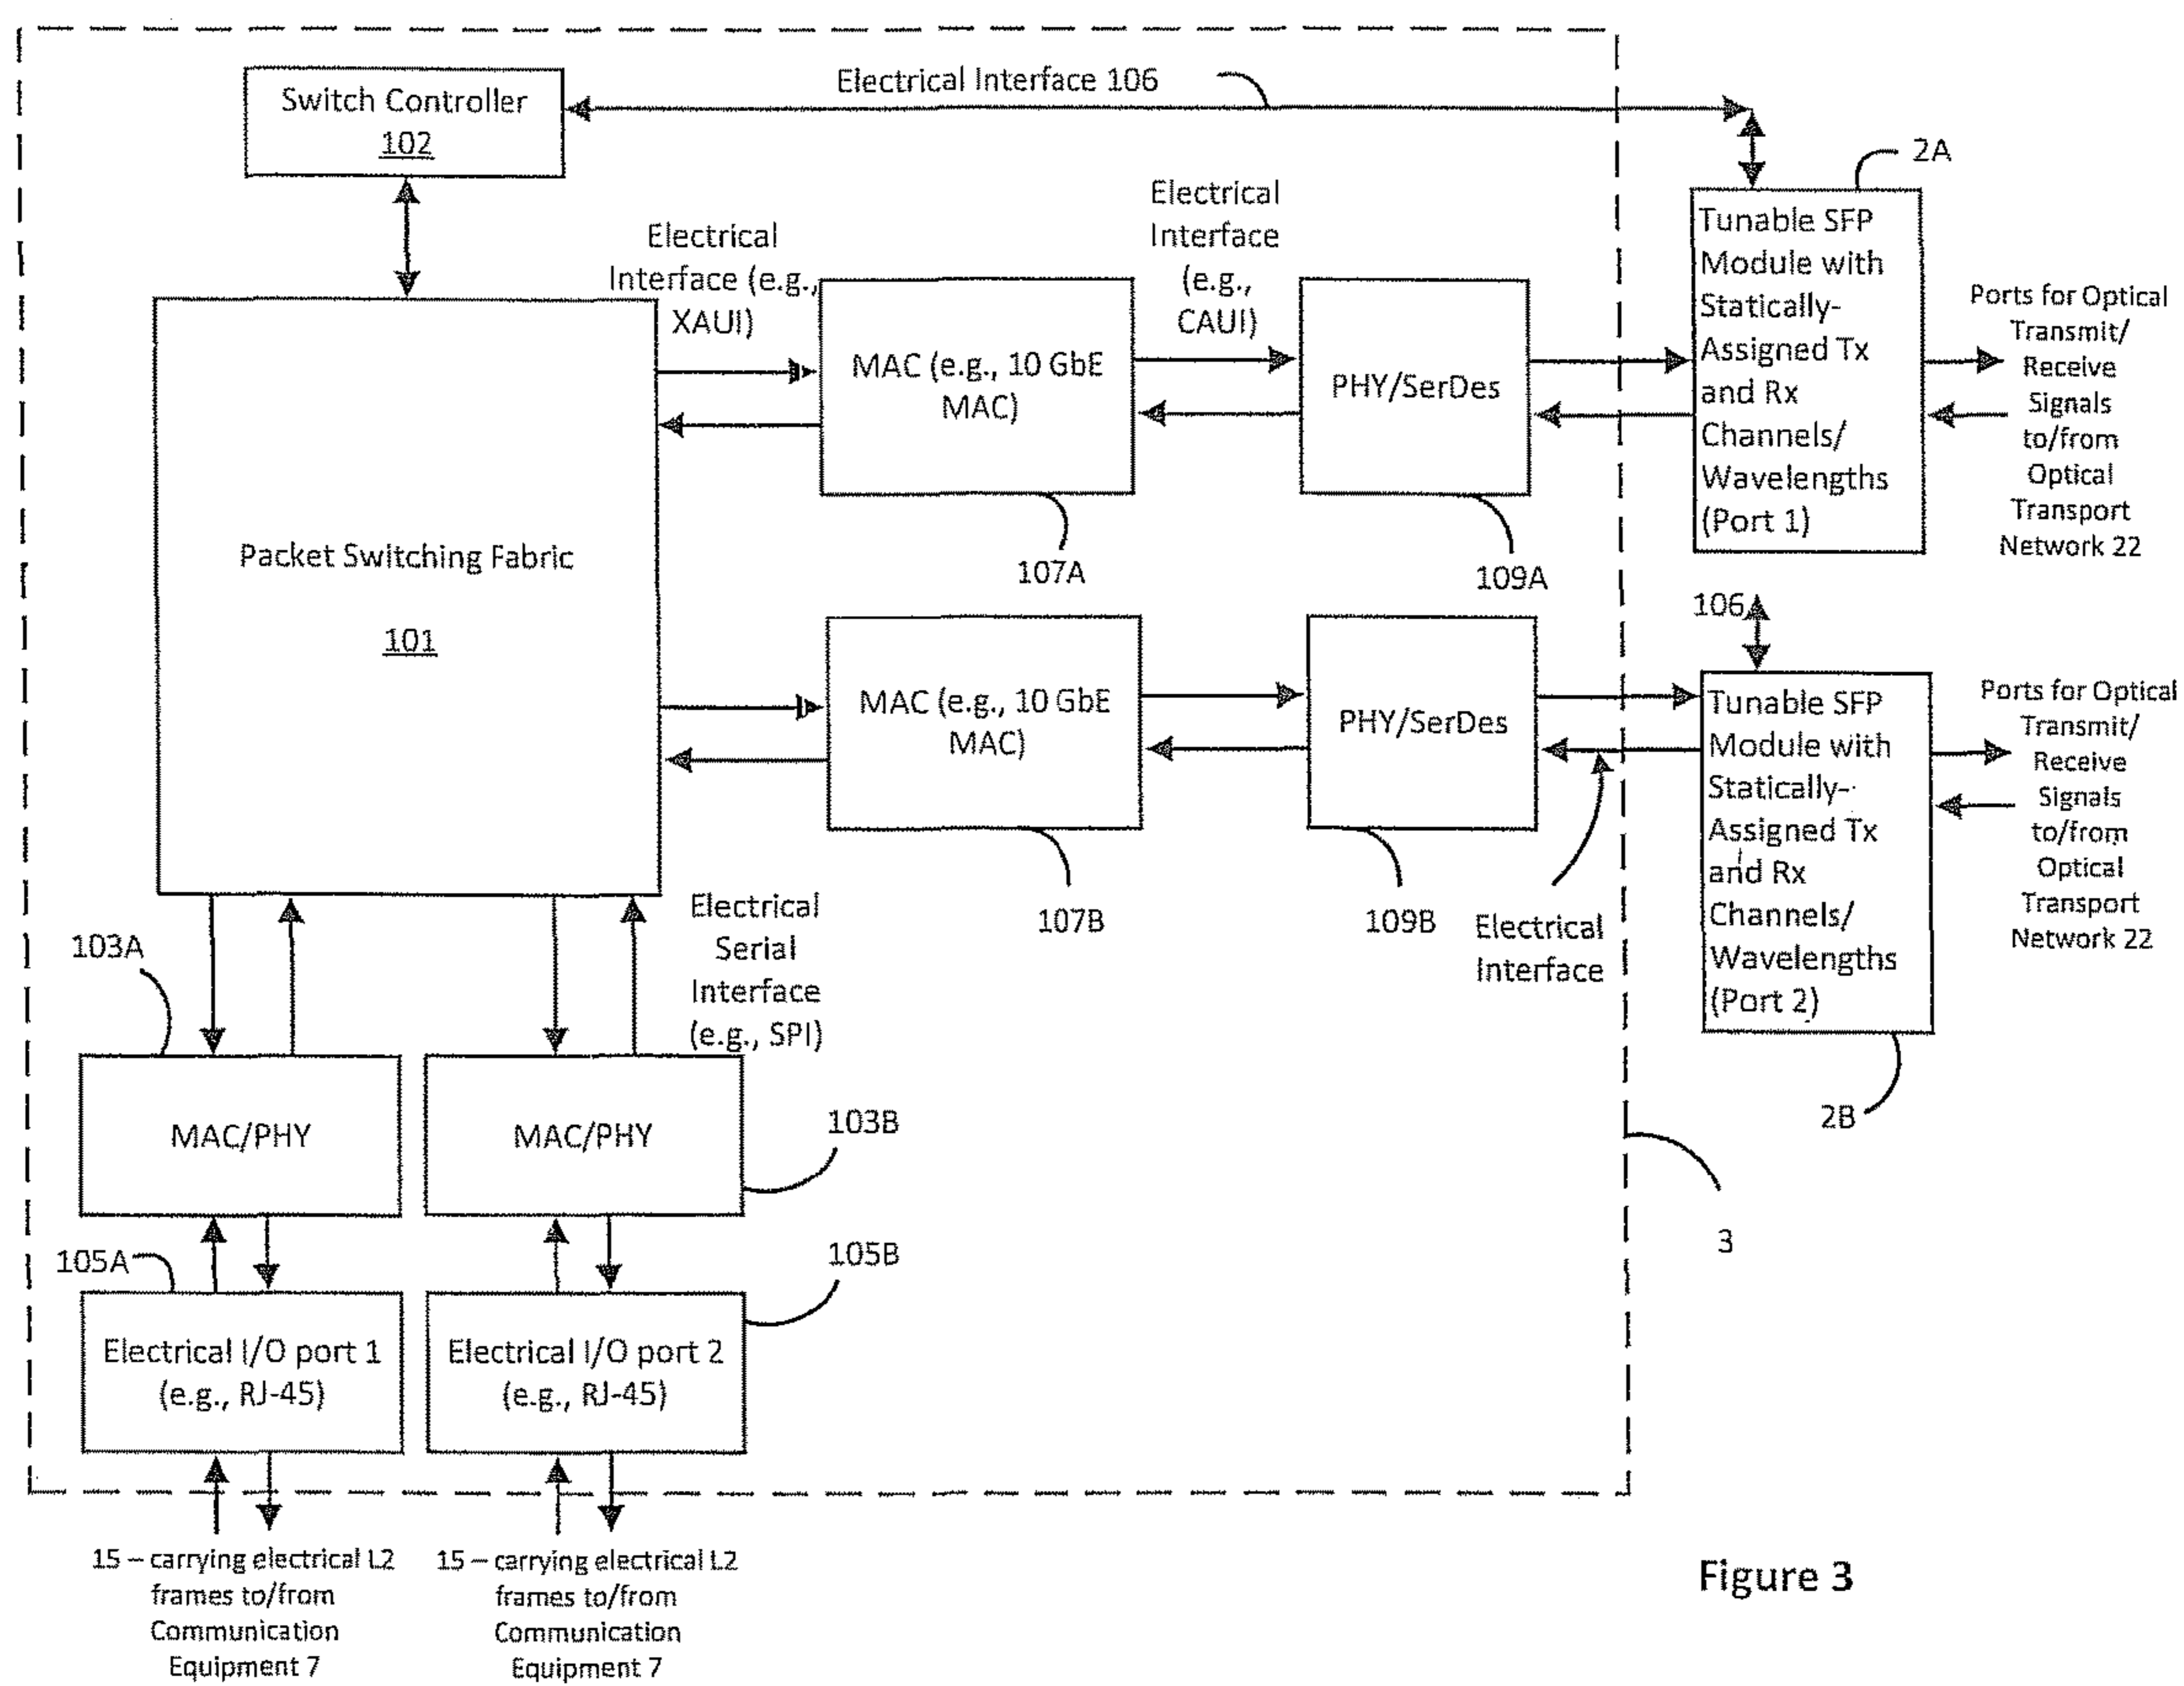 Electrical Interface 106
Switch Controller
102
2A
Electrical
Interface (e.g.,
XAUI)
Electrical
Interface
(e.g.,
CAUI)
Tunable SFP
Module with
Statically-
Assigned Tx
and Rx
Channels/
Wavelengths
(Port 1)
Ports for Optical
Transmit/
Receive
Signals
to/from
Optical
Transport
Network 22
MAC (e.g., 10 GbE
MAC)
PHY/SerDes
Packet Switching Fabric
101
107A
109A
106
MAC (e.g., 10 GbE
MAC)
PHY/SerDes
Tunable SFP
Module with
Statically-
Assigned Tx
and Rx
Channels/
Wavelengths
(Port 2)
Ports for Optical
Transmit/
Receive
Signals
to/from
Optical
Transport
Network 22
107B
109B
Electrical
Interface
Electrical
Serial
Interface
(e.g., SPI)
103A
2B
MAC/PHY
MAC/PHY
103B
3
105A
105B
Electrical I/O port 1
(e.g., RJ-45)
Electrical I/O port 2
(e.g., RJ-45)
15 – carrying electrical L2
frames to/from
Communication
Equipment 7
15 – carrying electrical L2
frames to/from
Communication
Equipment 7
Figure 3